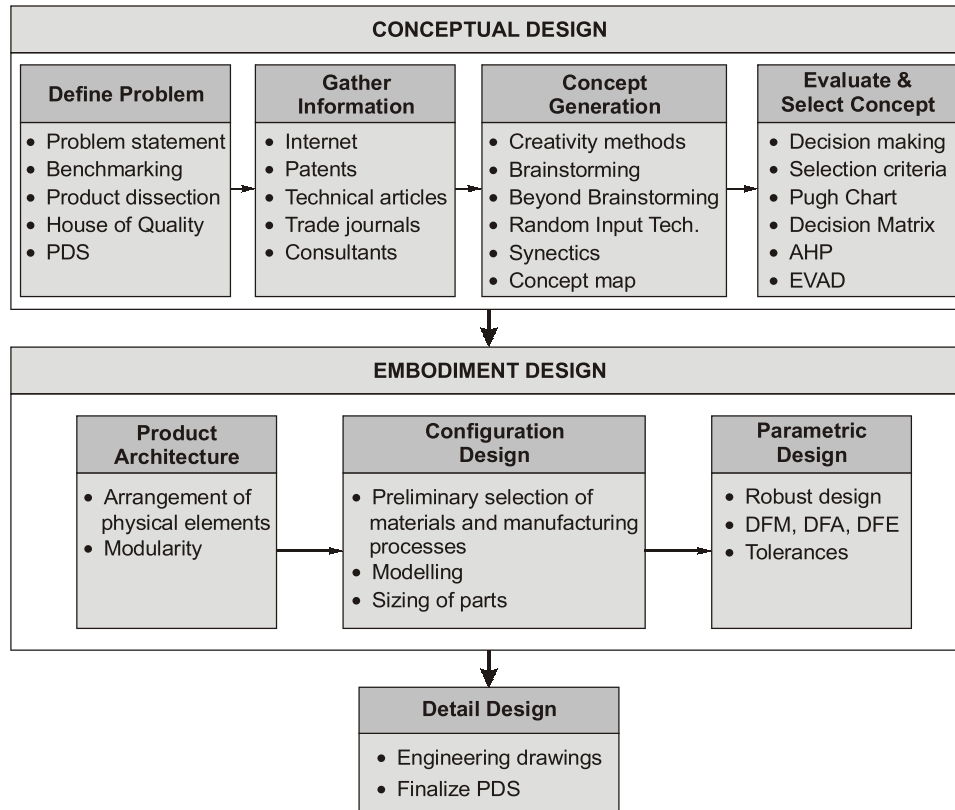 CONCEPTUAL DESIGN
Define Problem
• Problem statement
• Benchmarking
• Product dissection
• House of Quality
• PDS
Gather
Information
• Internet
• Patents
• Technical articles
• Trade journals
• Consultants
Concept
Generation
• Creativity methods
• Brainstorming
• Beyond Brainstorming
• Random Input Tech.
• Synectics
• Concept map
Evaluate &
Select Concept
• Decision making
• Selection criteria
• Pugh Chart
• Decision Matrix
• AHP
• EVAD
EMBODIMENT DESIGN
Product
Architecture
• Arrangement of
physical elements
• Modularity
Configuration
Design
• Preliminary selection of
materials and manufacturing
processes
• Modelling
• Sizing of parts
Parametric
Design
• Robust design
• DFM, DFA, DFE
• Tolerances
Detail Design
• Engineering drawings
• Finalize PDS